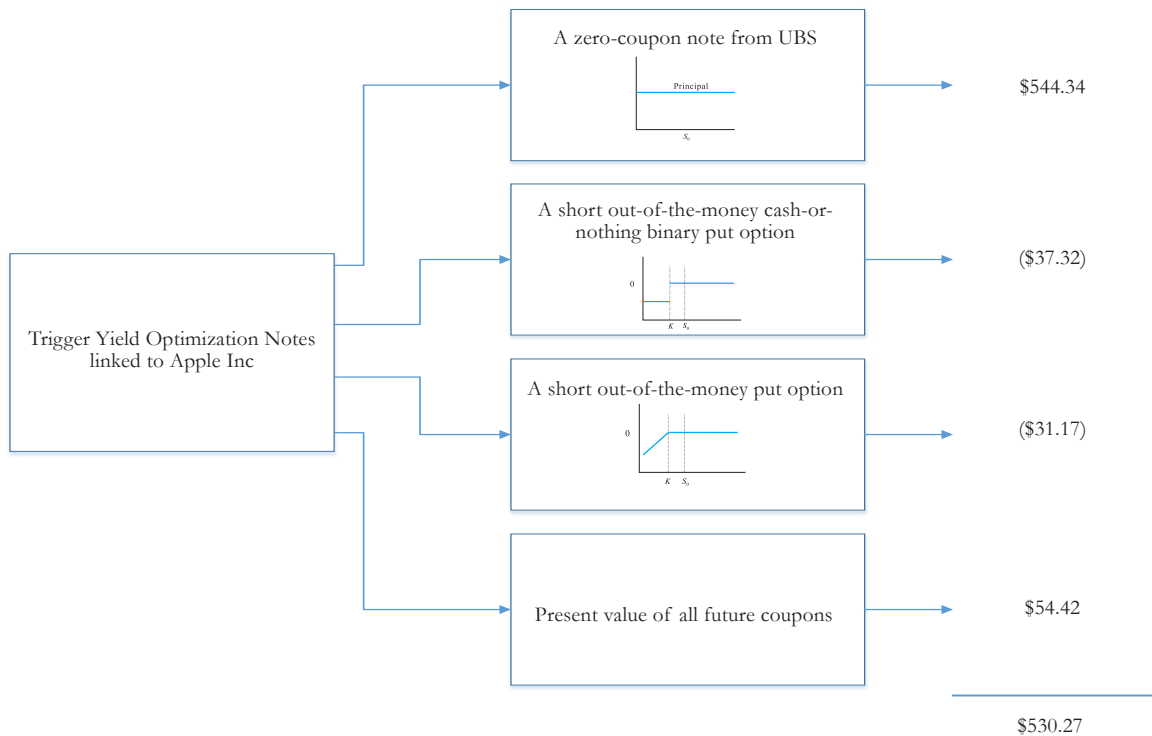 A zero-coupon note from UBS
Principal
S₀
$544.34
A short out-of-the-money cash-or-
nothing binary put option
0
K S₀
($37.32)
Trigger Yield Optimization Notes
linked to Apple Inc
A short out-of-the-money put option
0
K S₀
($31.17)
Present value of all future coupons
$54.42
$530.27